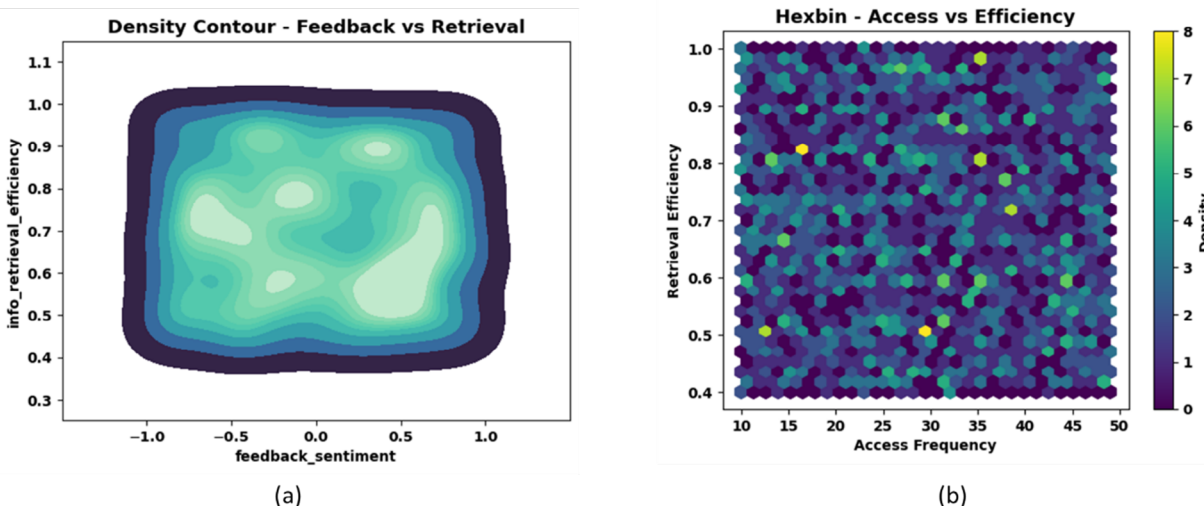 Density Contour - Feedback vs Retrieval
info_retrieval_efficiency
1.1
1.0
0.9
0.8
0.7
0.6
0.5
0.4
0.3
−1.0 −0.5 0.0 0.5 1.0
feedback_sentiment
(a)
Hexbin - Access vs Efficiency
Retrieval Efficiency
1.0
0.9
0.8
0.7
0.6
0.5
0.4
10 15 20 25 30 35 40 45 50
Access Frequency
8
7
6
5
4
3
2
1
0
Density
(b)